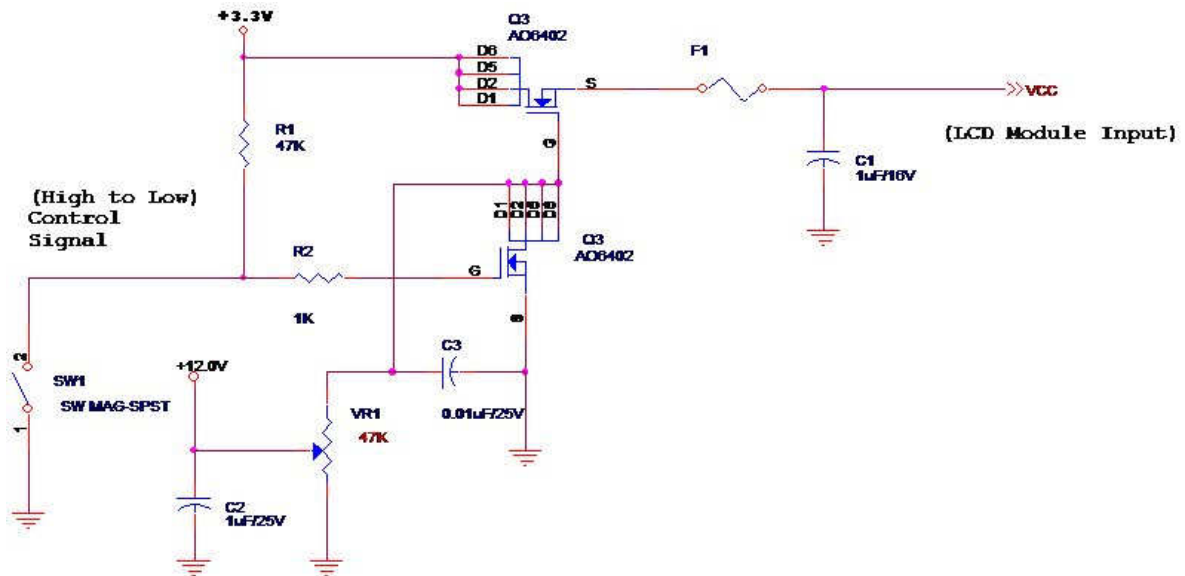 +3.3V
Q3
AO6402
D6
D5
D2
D1
S
F1
VCC
(LCD Module Input)
R1
47K
G
C1
1uF/16V
(High to Low)
Control
Signal
D1
D2
Q3
AO6402
R2
G
1K
S
+12.0V
C3
2
SW1
SW MAG-SPST
1
VR1
47K
0.01uF/25V
C2
1uF/25V